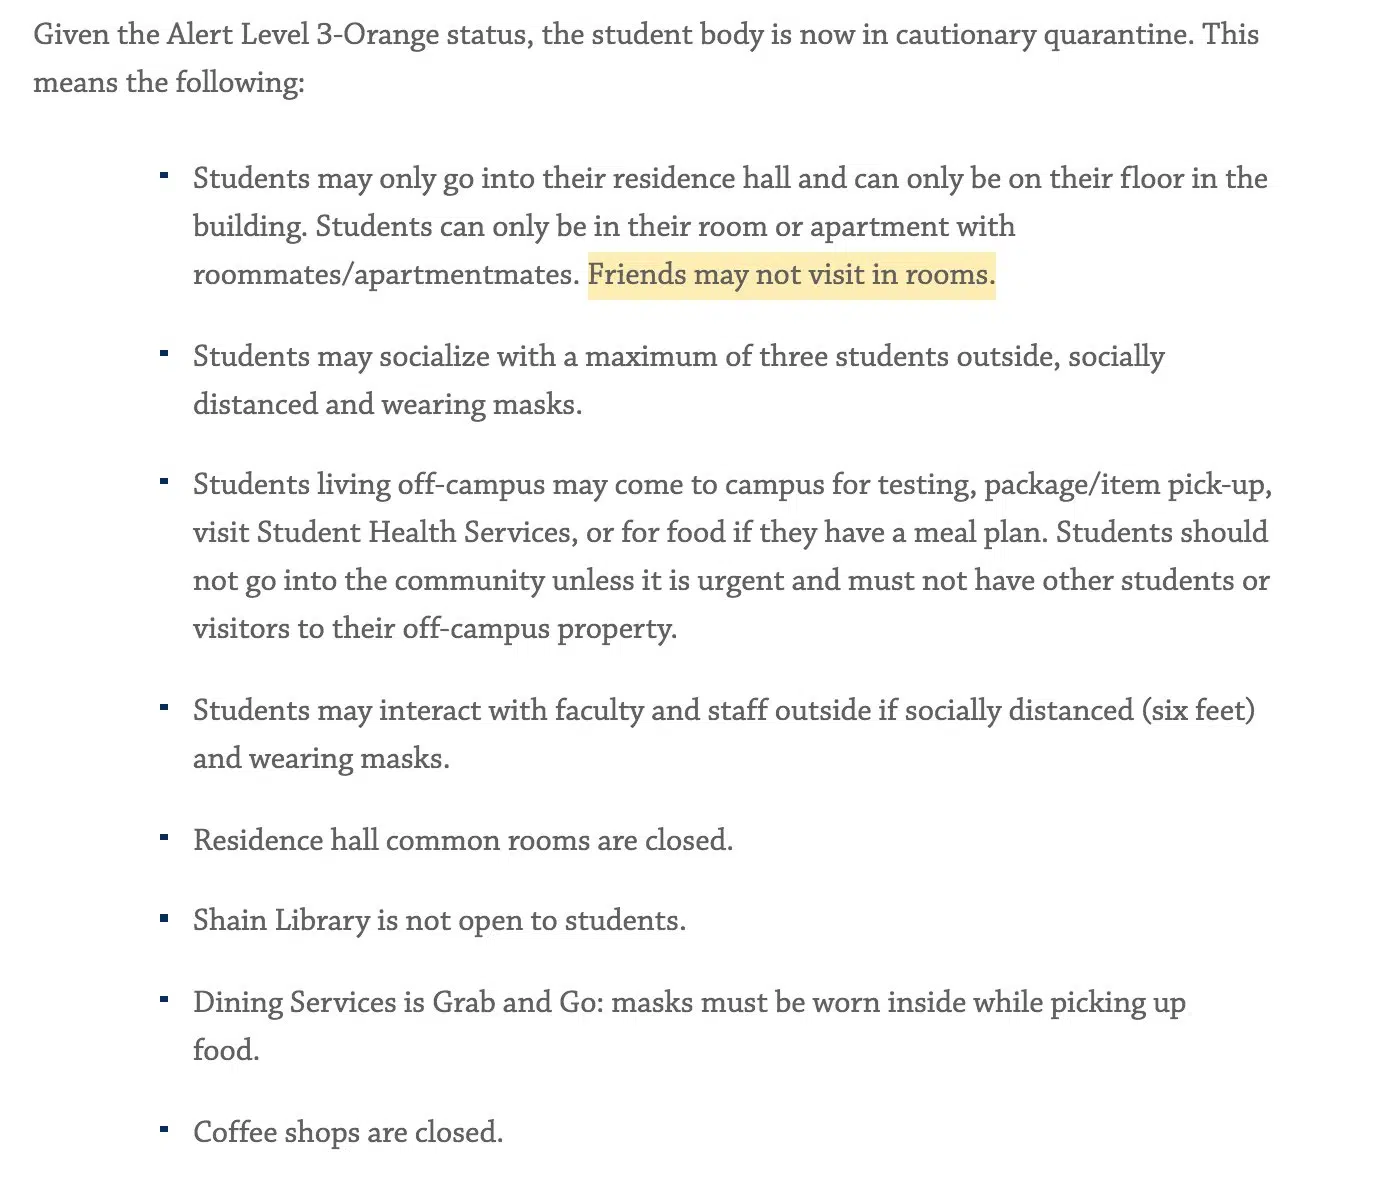 Given the Alert Level 3-Orange status, the student body is now in cautionary quarantine. This
means the following:
Students may only go into their residence hall and can only be on their floor in the
building. Students can only be in their room or apartment with
roommates/apartmentmates. Friends may not visit in rooms.
Students may socialize with a maximum of three students outside, socially
distanced and wearing masks.
Students living off-campus may come to campus for testing, package/item pick-up,
visit Student Health Services, or for food if they have a meal plan. Students should
not go into the community unless it is urgent and must not have other students or
visitors to their off-campus property.
Students may interact with faculty and staff outside if socially distanced (six feet)
and wearing masks.
Residence hall common rooms are closed.
Shain Library is not open to students.
Dining Services is Grab and Go: masks must be worn inside while picking up
food.
Coffee shops are closed.